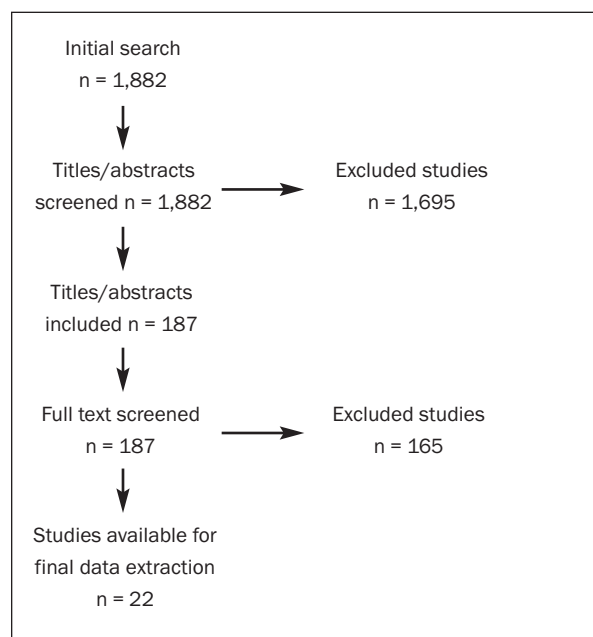 Initial search
n = 1,882
Titles/abstracts
screened n = 1,882
Excluded studies
n = 1,695
Titles/abstracts
included n = 187
Full text screened
n = 187
Excluded studies
n = 165
Studies available for
final data extraction
n = 22